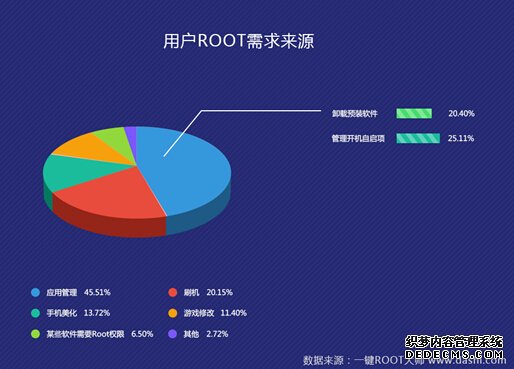 用户ROOT需求来源
卸载预装软件 20.40%
管理开机自启项 25.11%
应用管理 45.51%
刷机 20.15%
手机美化 13.72%
游戏修改 11.40%
某些软件需要Root权限 6.50%
其他 2.72%
织梦内容管理系统
DEDECMS.COM
数据来源：一键ROOT大师 www.dashi.com